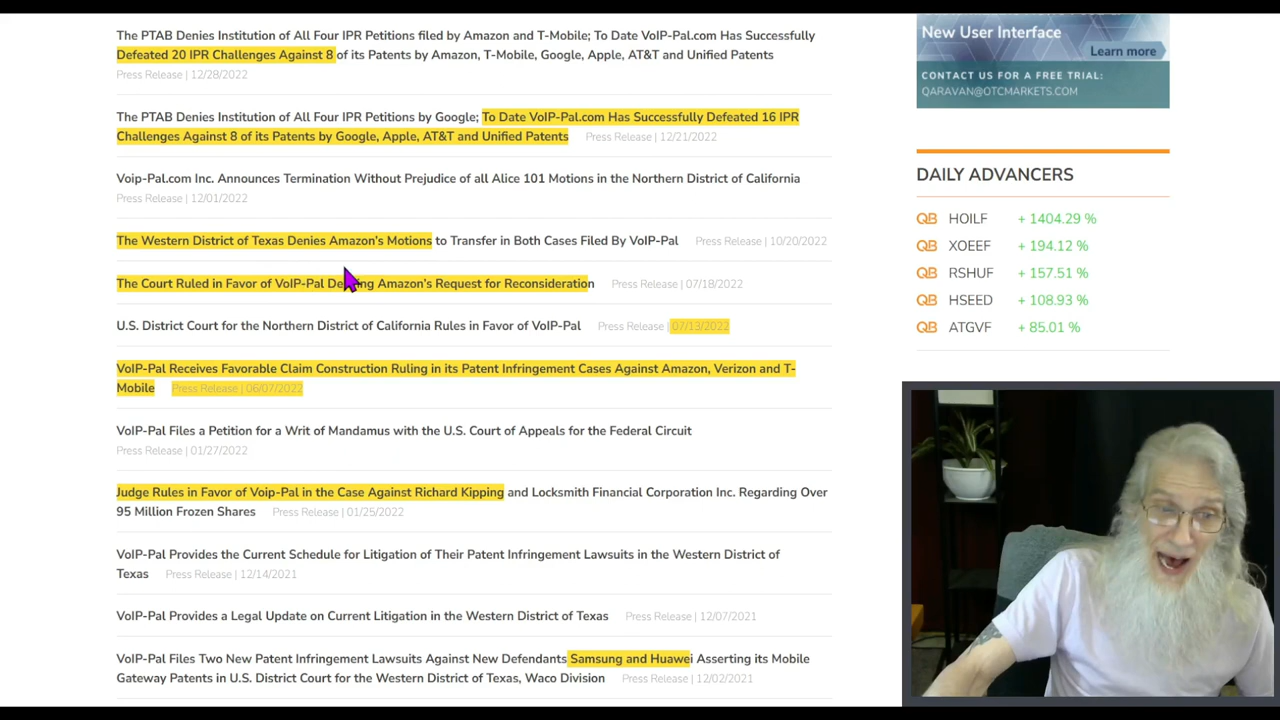 The PTAB Denies Institution of All Four IPR Petitions filed by Amazon and T-Mobile; To Date VoIP-Pal.com Has Successfully
Defeated 20 IPR Challenges Against 8 of its Patents by Amazon, T-Mobile, Google, Apple, AT&T and Unified Patents
Press Release | 12/28/2022
The PTAB Denies Institution of All Four IPR Petitions by Google; To Date VoIP-Pal.com Has Successfully Defeated 16 IPR
Challenges Against 8 of its Patents by Google, Apple, AT&T and Unified Patents Press Release | 12/21/2022
Voip-Pal.com Inc. Announces Termination Without Prejudice of all Alice 101 Motions in the Northern District of California
Press Release | 12/01/2022
The Western District of Texas Denies Amazon's Motions to Transfer in Both Cases Filed By VoIP-Pal Press Release | 10/20/2022
The Court Ruled in Favor of VoIP-Pal Denying Amazon's Request for Reconsideration Press Release | 07/18/2022
U.S. District Court for the Northern District of California Rules in Favor of VoIP-Pal Press Release | 07/13/2022
VoIP-Pal Receives Favorable Claim Construction Ruling in its Patent Infringement Cases Against Amazon, Verizon and T-
Mobile Press Release | 06/07/2022
VoIP-Pal Files a Petition for a Writ of Mandamus with the U.S. Court of Appeals for the Federal Circuit
Press Release | 01/27/2022
Judge Rules in Favor of Voip-Pal in the Case Against Richard Kipping and Locksmith Financial Corporation Inc. Regarding Over
95 Million Frozen Shares Press Release | 01/25/2022
VoIP-Pal Provides the Current Schedule for Litigation of Their Patent Infringement Lawsuits in the Western District of
Texas Press Release | 12/14/2021
VoIP-Pal Provides a Legal Update on Current Litigation in the Western District of Texas Press Release | 12/07/2021
VoIP-Pal Files Two New Patent Infringement Lawsuits Against New Defendants Samsung and Huawei Asserting its Mobile
Gateway Patents in U.S. District Court for the Western District of Texas, Waco Division Press Release | 12/02/2021
New User Interface
Learn more
CONTACT US FOR A FREE TRIAL:
QARAVAN@OTCMARKETS.COM
DAILY ADVANCERS
QB HOILF + 1404.29 %
QB XOEEF + 194.12 %
QB RSHUF + 157.51 %
QB HSEED + 108.93 %
QB ATGVF + 85.01 %